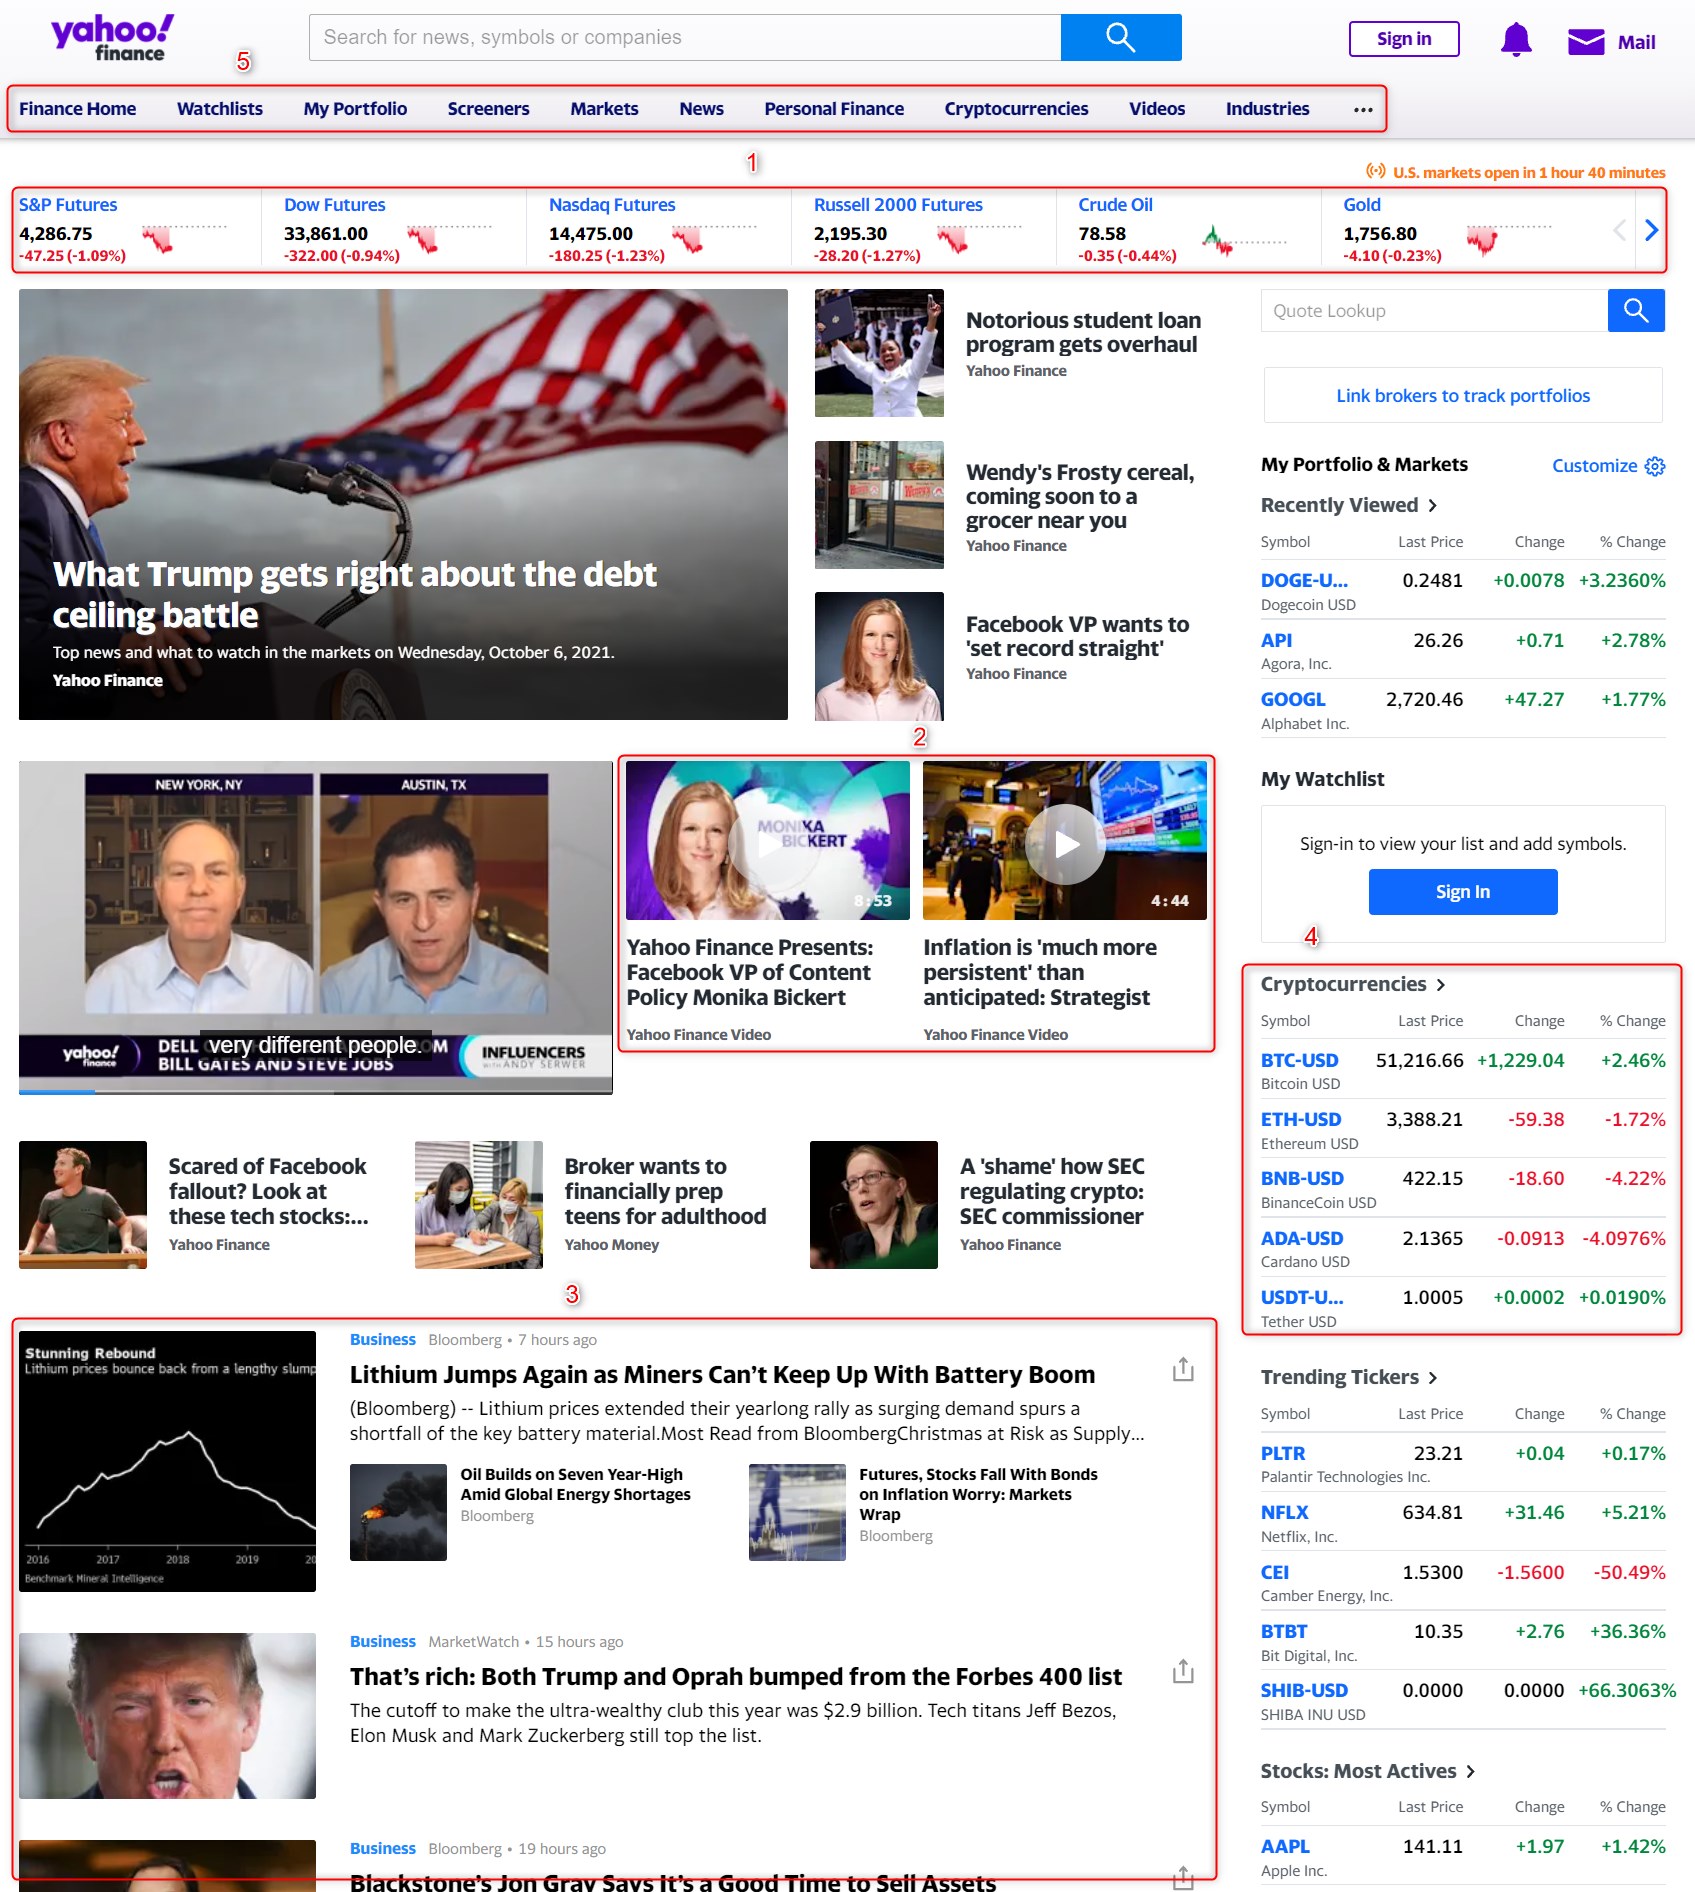 yahoo!
finance
Search for news, symbols or companies
Sign in
Mail
5
Finance Home Watchlists My Portfolio Screeners Markets News Personal Finance Cryptocurrencies Videos Industries ...
1
U.S. markets open in 1 hour 40 minutes
S&P Futures
4,286.75
-47.25 (-1.09%)
Dow Futures
33,861.00
-322.00 (-0.94%)
Nasdaq Futures
14,475.00
-180.25 (-1.23%)
Russell 2000 Futures
2,195.30
-28.20 (-1.27%)
Crude Oil
78.58
-0.35 (-0.44%)
Gold
1,756.80
-4.10 (-0.23%)
What Trump gets right about the debt
ceiling battle
Top news and what to watch in the markets on Wednesday, October 6, 2021.
Yahoo Finance
Notorious student loan
program gets overhaul
Yahoo Finance
Wendy's Frosty cereal,
coming soon to a
grocer near you
Yahoo Finance
Facebook VP wants to
'set record straight'
Yahoo Finance
Quote Lookup
Link brokers to track portfolios
My Portfolio & Markets Customize
Recently Viewed
Symbol Last Price Change % Change
DOGE-U... 0.2481 +0.0078 +3.2360%
Dogecoin USD
API 26.26 +0.71 +2.78%
Agora, Inc.
GOOGL 2,720.46 +47.27 +1.77%
Alphabet Inc.
My Watchlist
Sign-in to view your list and add symbols.
Sign In
NEW YORK, NY
AUSTIN, TX
yahoo!
finance
DELL
very different people.
OM
BILL GATES AND STEVE JOBS
INFLUENCERS
WITH ANDY SERWER
2
MONIKA
BICKERT
8:53
Yahoo Finance Presents:
Facebook VP of Content
Policy Monika Bickert
Yahoo Finance Video
4:44
Inflation is 'much more
persistent' than
anticipated: Strategist
Yahoo Finance Video
4
Cryptocurrencies
Symbol Last Price Change % Change
BTC-USD 51,216.66 +1,229.04 +2.46%
Bitcoin USD
ETH-USD 3,388.21 -59.38 -1.72%
Ethereum USD
BNB-USD 422.15 -18.60 -4.22%
BinanceCoin USD
ADA-USD 2.1365 -0.0913 -4.0976%
Cardano USD
USDT-U... 1.0005 +0.0002 +0.0190%
Tether USD
Scared of Facebook
fallout? Look at
these tech stocks:...
Yahoo Finance
Broker wants to
financially prep
teens for adulthood
Yahoo Money
A 'shame' how SEC
regulating crypto:
SEC commissioner
Yahoo Finance
3
Stunning Rebound
Lithium prices bounce back from a lengthy slump
2016 2017 2018 2019 20
Benchmark Mineral Intelligence
Business Bloomberg • 7 hours ago
Lithium Jumps Again as Miners Can’t Keep Up With Battery Boom
(Bloomberg) -- Lithium prices extended their yearlong rally as surging demand spurs a
shortfall of the key battery material.Most Read from BloombergChristmas at Risk as Supply...
Oil Builds on Seven Year-High
Amid Global Energy Shortages
Bloomberg
Futures, Stocks Fall With Bonds
on Inflation Worry: Markets
Wrap
Bloomberg
Business MarketWatch • 15 hours ago
That’s rich: Both Trump and Oprah bumped from the Forbes 400 list
The cutoff to make the ultra-wealthy club this year was $2.9 billion. Tech titans Jeff Bezos,
Elon Musk and Mark Zuckerberg still top the list.
Business Bloomberg • 19 hours ago
Blackstone’s Jon Gray Says It’s a Good Time to Sell Assets
Trending Tickers
Symbol Last Price Change % Change
PLTR 23.21 +0.04 +0.17%
Palantir Technologies Inc.
NFLX 634.81 +31.46 +5.21%
Netflix, Inc.
CEI 1.5300 -1.5600 -50.49%
Camber Energy, Inc.
BTBT 10.35 +2.76 +36.36%
Bit Digital, Inc.
SHIB-USD 0.0000 0.0000 +66.3063%
SHIBA INU USD
Stocks: Most Actives
Symbol Last Price Change % Change
AAPL 141.11 +1.97 +1.42%
Apple Inc.